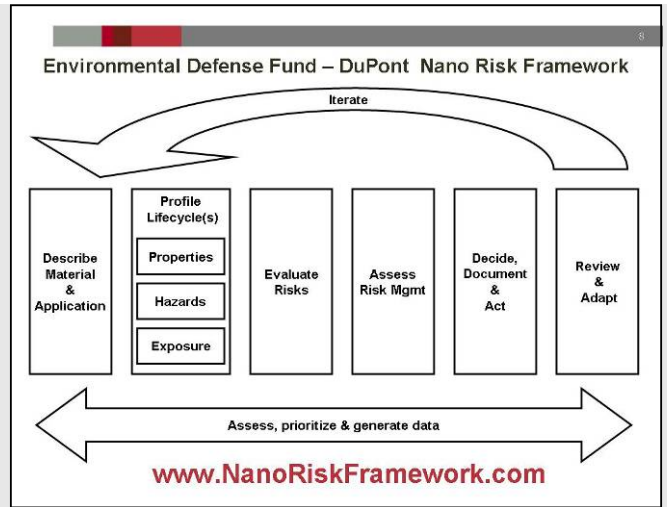 8
Environmental Defense Fund – DuPont Nano Risk Framework
Iterate
Describe
Material
&
Application
Profile
Lifecycle(s)
Properties
Hazards
Exposure
Evaluate
Risks
Assess
Risk Mgmt
Decide,
Document
&
Act
Review
&
Adapt
Assess, prioritize & generate data
www.NanoRiskFramework.com